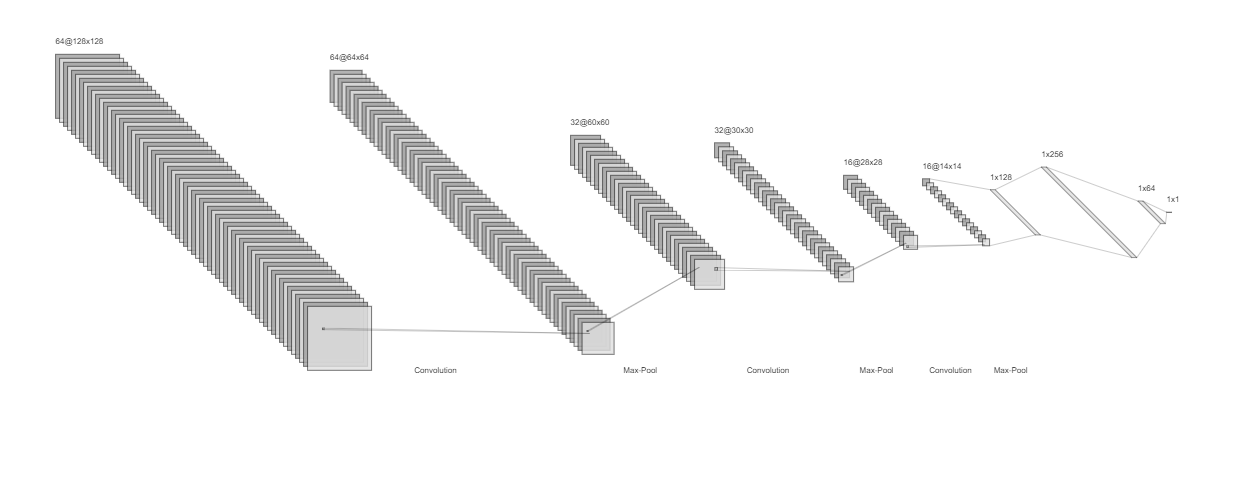 64@128x128
64@64x64
32@60x60
32@30x30
16@28x28
16@14x14
1x128
1x256
1x64
1x1
Convolution
Max-Pool
Convolution
Max-Pool
Convolution
Max-Pool